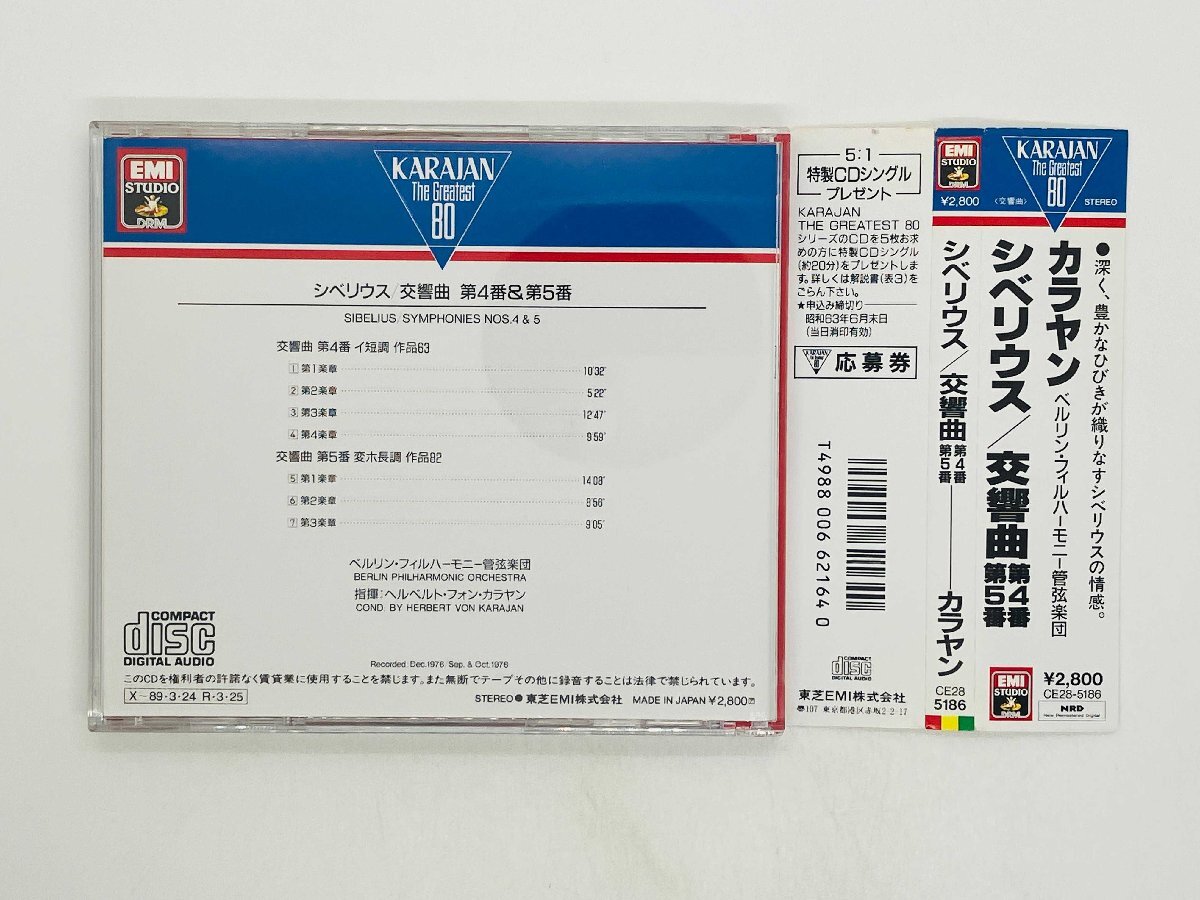 EMI
STUDIO
DRM
KARAJAN
The Greatest
80
シベリウス/交響曲 第4番&第5番
SIBELIUS/SYMPHONIES NOS.4 & 5
交響曲 第4番 イ短調 作品63
1 第1楽章 10'32"
2 第2楽章 5'22"
3 第3楽章 12'47"
4 第4楽章 9'59"
交響曲 第5番 変ホ長調 作品82
5 第1楽章 14'08"
6 第2楽章 8'56"
7 第3楽章 9'05"
ベルリン・フィルハーモニー管弦楽団
BERLIN PHILHARMONIC ORCHESTRA
指揮:ヘルベルト・フォン・カラヤン
COND. BY HERBERT VON KARAJAN
COMPACT
disc
DIGITAL AUDIO
Recorded: Dec.1976, Sep. & Oct.1976
このCDを権利者の許諾なく賃貸業に使用することを禁じます。また無断でテープその他に録音することは法律で禁じられています。
X-89・3・24 R・3・25
STEREO● 東芝EMI株式会社 MADE IN JAPAN ¥2,800
5:1
特製CDシングル
プレゼント
KARAJAN
THE GREATEST 80
シリーズのCDを5枚お求
めの方に特製CDシングル
(約20分)をプレゼントしま
す。詳しくは解説書(表3)を
ごらん下さい。
★申込み締切り
昭和63年6月末日
(当日消印有効)
KARAJAN
80
応募券
T4988 006 62164 0
COMPACT
disc
DIGITAL AUDIO
東芝EMI株式会社
〒107 東京都港区赤坂2-2-17
EMI
STUDIO
DRM
¥2,800
〈交響曲〉
シベリウス/交響曲 第4番
第5番
カラヤン
CE28
5186
KARAJAN
The Greatest
80
STEREO
●深く、豊かなひびきが織りなすシベリウスの情感。
カラヤン ベルリン・フィルハーモニー管弦楽団
シベリウス/交響曲 第4番
第5番
EMI
STUDIO
DRM
¥2,800
CE28-5186
NRD
New Remastered Digital